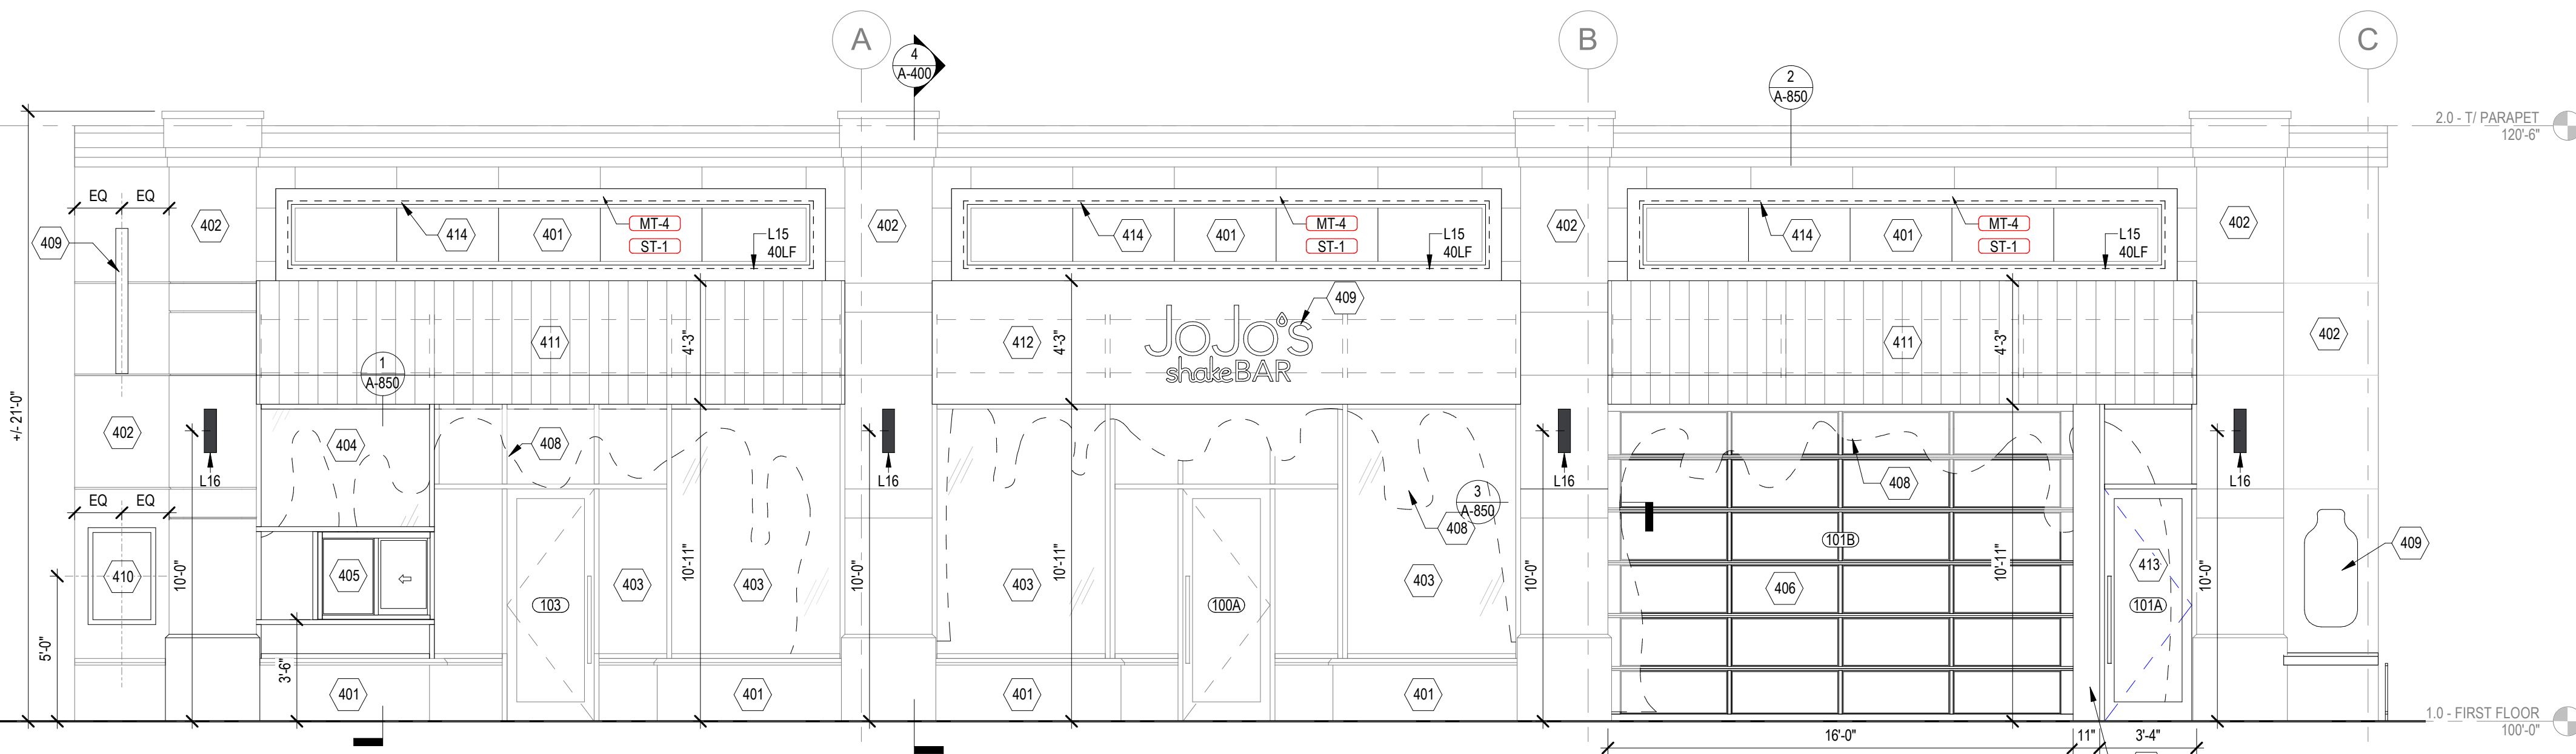 A
B
C
4
A-400
2
A-850
2.0 - T/ PARAPET
120'-6"
EQ EQ
402
409
414
401
MT-4
ST-1
L15
40LF
402
414
401
MT-4
ST-1
L15
40LF
402
414
401
MT-4
ST-1
L15
40LF
402
+/- 21'-0"
411
4'-3"
1
A-850
412
4'-3"
JoJo's
shakeBAR
409
411
4'-3"
402
402
404
408
L16
L16
L16
408
L16
EQ EQ
3
A-850
408
410
5'-0"
10'-0"
405
3'-6"
103
403
10'-11"
403
10'-0"
403
10'-11"
100A
403
10'-0"
101B
406
10'-11"
413
101A
10'-0"
409
401
401
401
401
1.0 - FIRST FLOOR
100'-0"
16'-0"
11"
3'-4"